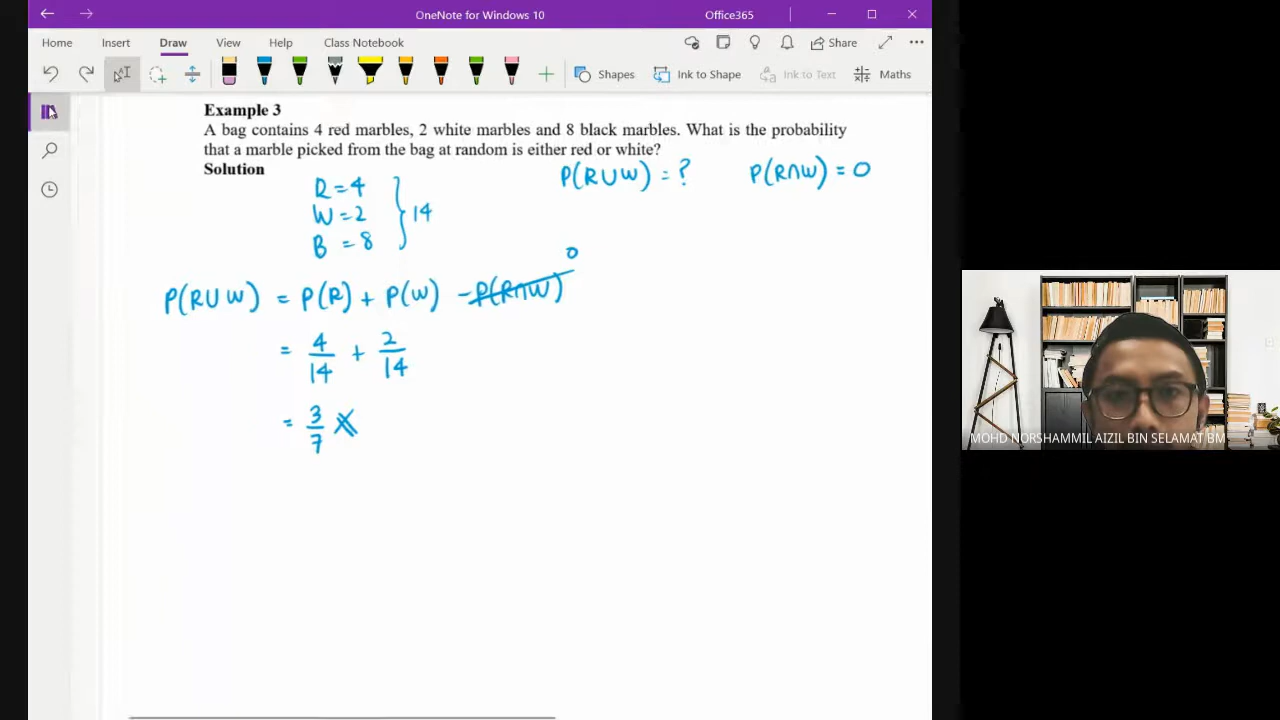 OneNote for Windows 10
Office365
Home Insert Draw View Help Class Notebook
Share
Shapes Ink to Shape Ink to Text Maths
Example 3
A bag contains 4 red marbles, 2 white marbles and 8 black marbles. What is the probability
that a marble picked from the bag at random is either red or white?
Solution
P(R∪W) = ? P(R∩W) = 0
R = 4
W = 2
B = 8
14
0
P(R∪W) = P(R) + P(W) - P(R∩W)
= 4/14 + 2/14
= 3/7
MOHD NORSHAMMIL AIZIL BIN SELAMAT BM